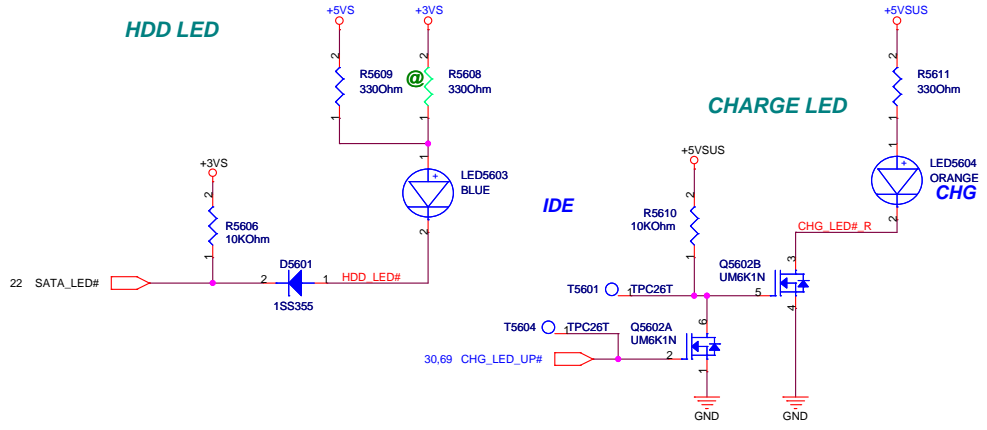 HDD LED
+5VS
+3VS
2
2
R5609
330Ohm
@
R5608
330Ohm
1
1
+3VS
2
R5606
10KOhm
1
1
LED5603
BLUE
2
D5601
22 SATA_LED#
2
1
HDD_LED#
1SS355
IDE
CHARGE LED
+5VSUS
2
R5611
330Ohm
1
1
LED5604
ORANGE
CHG
2
+5VSUS
2
R5610
10KOhm
1
CHG_LED#_R
Q5602B
UM6K1N
3
5
4
T5601
1
TPC26T
T5604
1
TPC26T
6
Q5602A
UM6K1N
30,69 CHG_LED_UP#
2
1
GND
GND